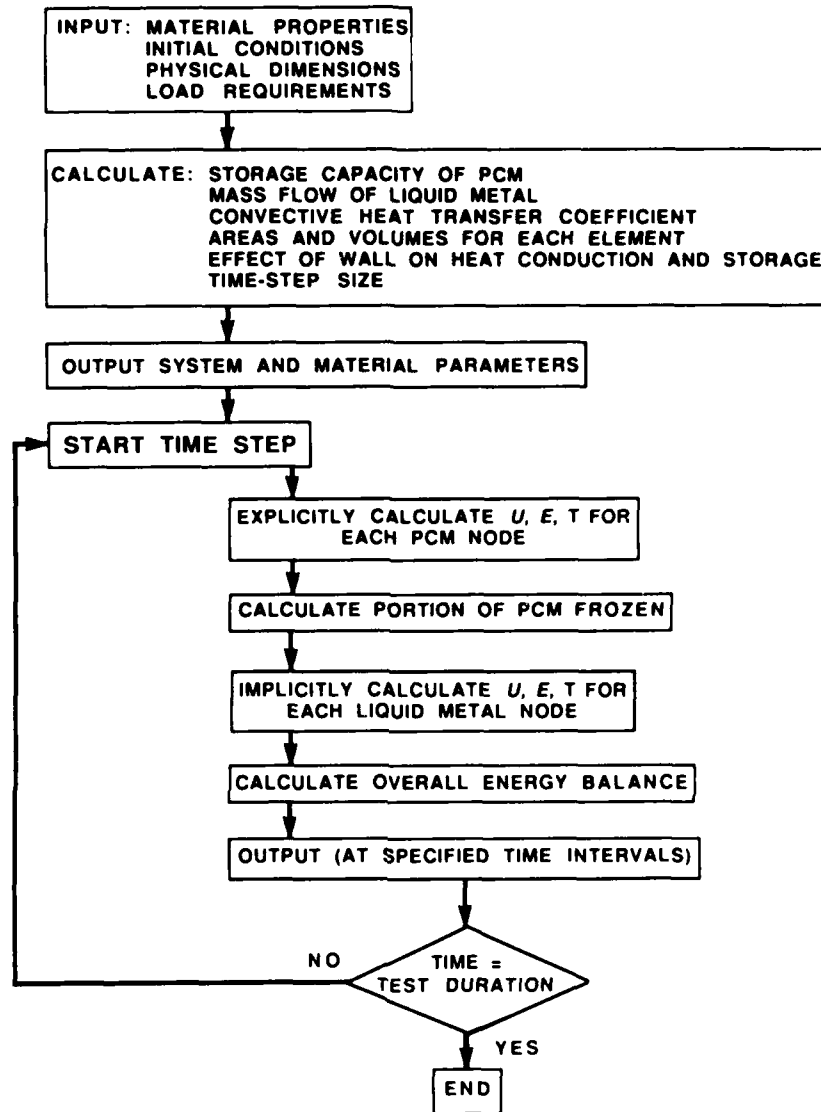 INPUT: MATERIAL PROPERTIES
INITIAL CONDITIONS
PHYSICAL DIMENSIONS
LOAD REQUIREMENTS
CALCULATE: STORAGE CAPACITY OF PCM
MASS FLOW OF LIQUID METAL
CONVECTIVE HEAT TRANSFER COEFFICIENT
AREAS AND VOLUMES FOR EACH ELEMENT
EFFECT OF WALL ON HEAT CONDUCTION AND STORAGE
TIME-STEP SIZE
OUTPUT SYSTEM AND MATERIAL PARAMETERS
START TIME STEP
EXPLICITLY CALCULATE U, E, T FOR
EACH PCM NODE
CALCULATE PORTION OF PCM FROZEN
IMPLICITLY CALCULATE U, E, T FOR
EACH LIQUID METAL NODE
CALCULATE OVERALL ENERGY BALANCE
OUTPUT (AT SPECIFIED TIME INTERVALS)
NO
TIME =
TEST DURATION
YES
END